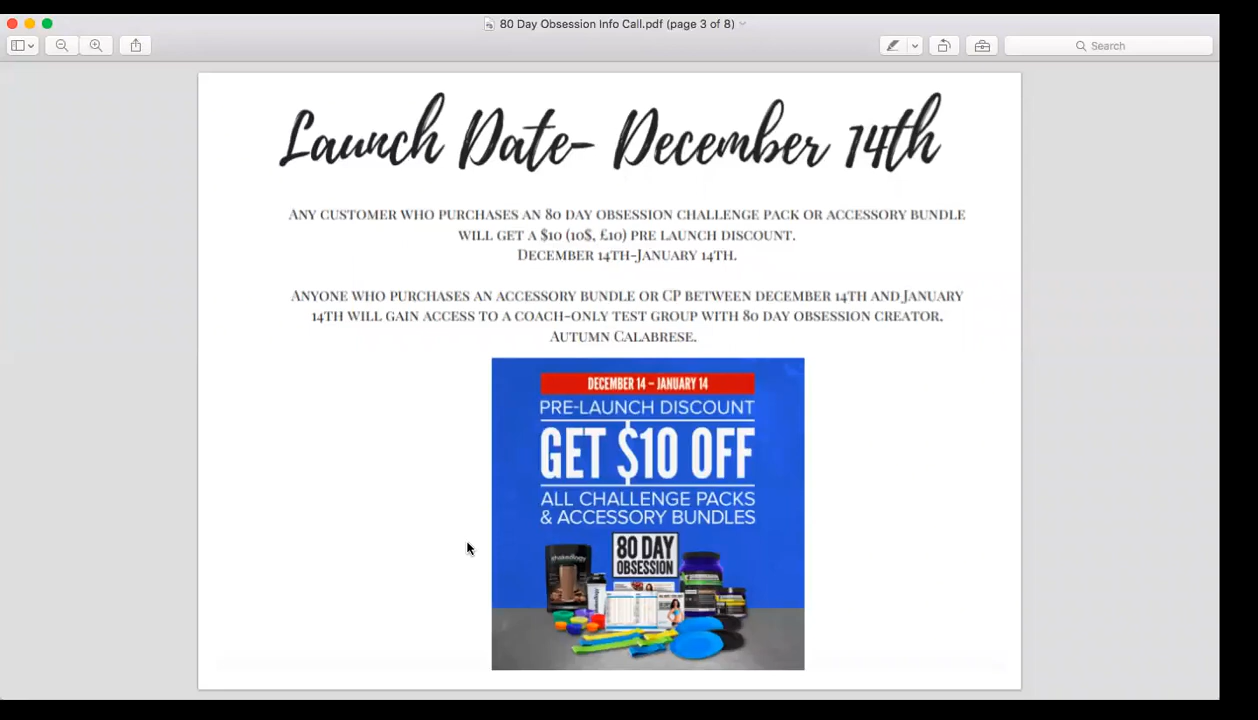 80 Day Obsession Info Call.pdf (page 3 of 8)
Search
Launch Date- December 14th
ANY CUSTOMER WHO PURCHASES AN 80 DAY OBSESSION CHALLENGE PACK OR ACCESSORY BUNDLE
WILL GET A $10 (10$, £10) PRE LAUNCH DISCOUNT.
DECEMBER 14TH-JANUARY 14TH.
ANYONE WHO PURCHASES AN ACCESSORY BUNDLE OR CP BETWEEN DECEMBER 14TH AND JANUARY
14TH WILL GAIN ACCESS TO A COACH-ONLY TEST GROUP WITH 80 DAY OBSESSION CREATOR,
AUTUMN CALABRESE.
DECEMBER 14 – JANUARY 14
PRE-LAUNCH DISCOUNT
GET $10 OFF
ALL CHALLENGE PACKS
& ACCESSORY BUNDLES
80 DAY
OBSESSION
shakeology